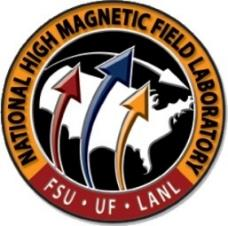 NATIONAL HIGH MAGNETIC FIELD LABORATORY
FSU · UF · LANL